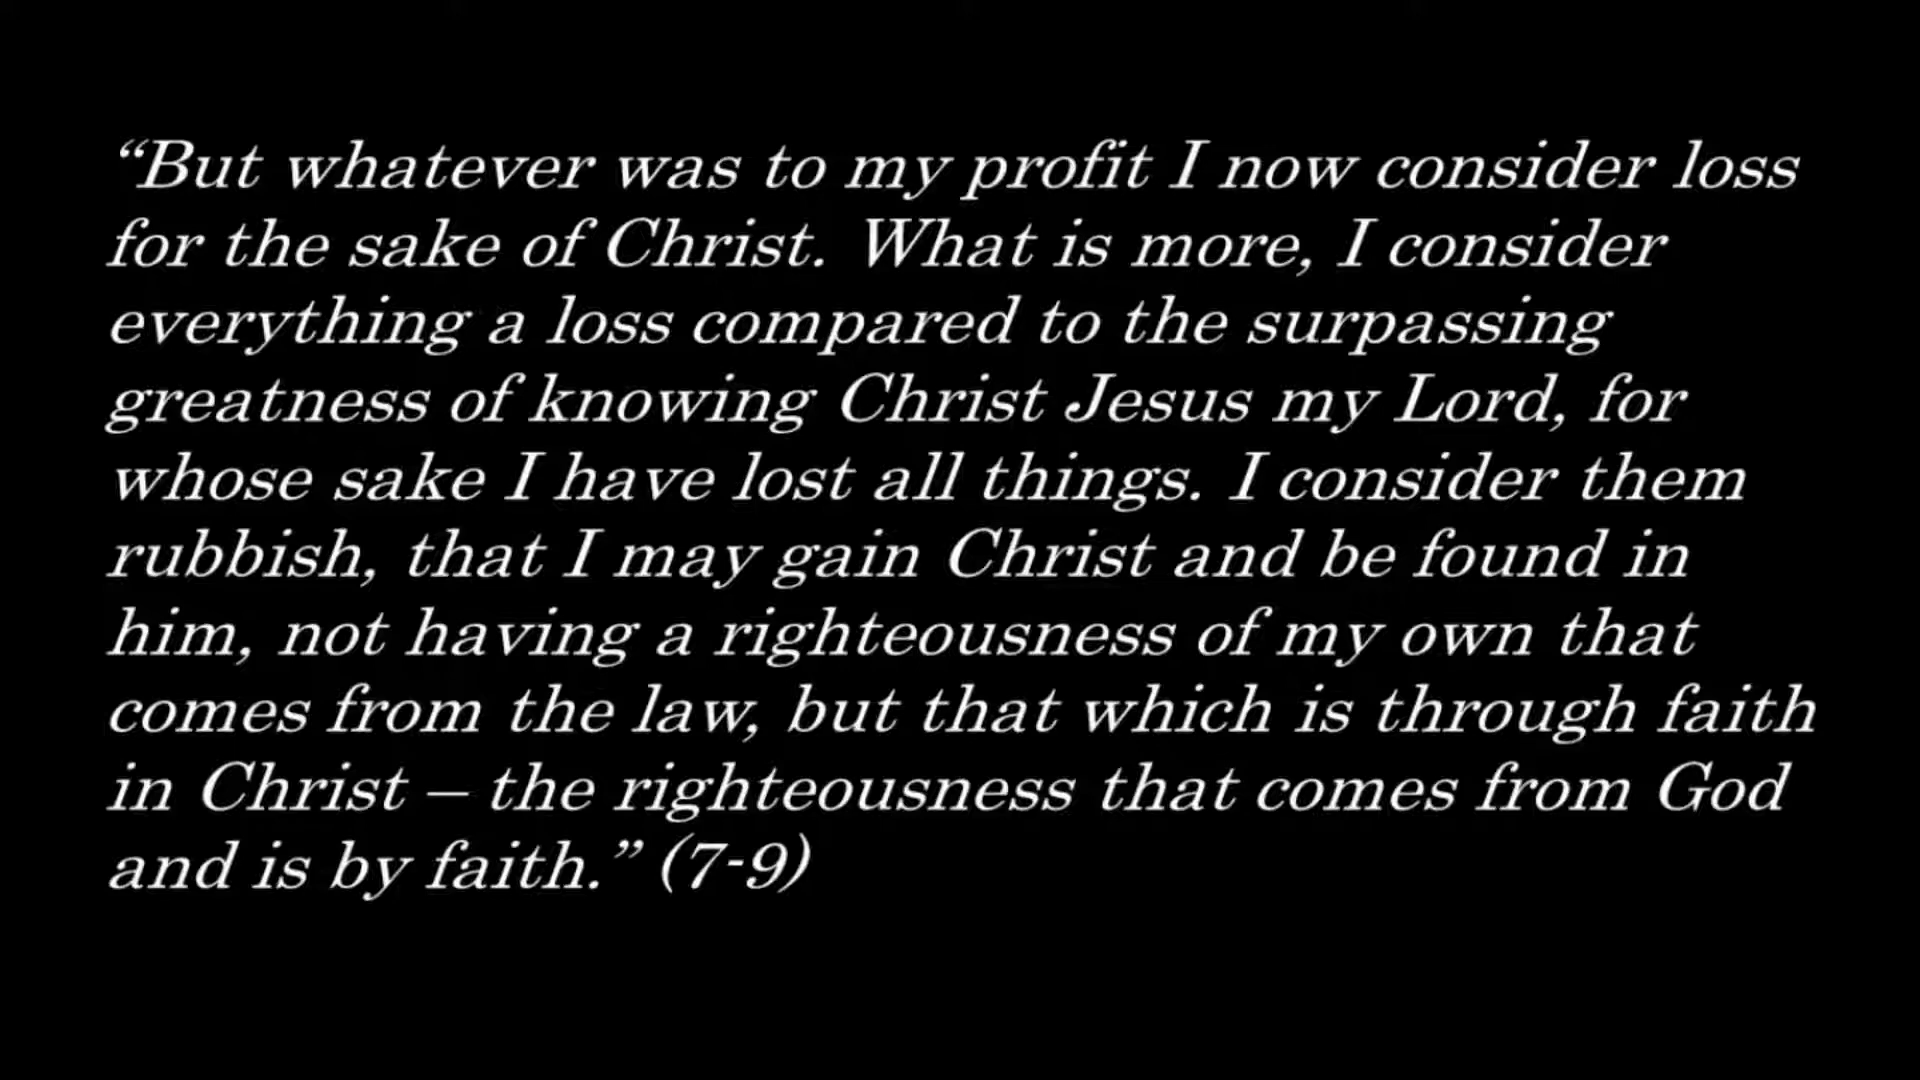 “But whatever was to my profit I now consider loss
for the sake of Christ. What is more, I consider
everything a loss compared to the surpassing
greatness of knowing Christ Jesus my Lord, for
whose sake I have lost all things. I consider them
rubbish, that I may gain Christ and be found in
him, not having a righteousness of my own that
comes from the law, but that which is through faith
in Christ – the righteousness that comes from God
and is by faith.” (7-9)